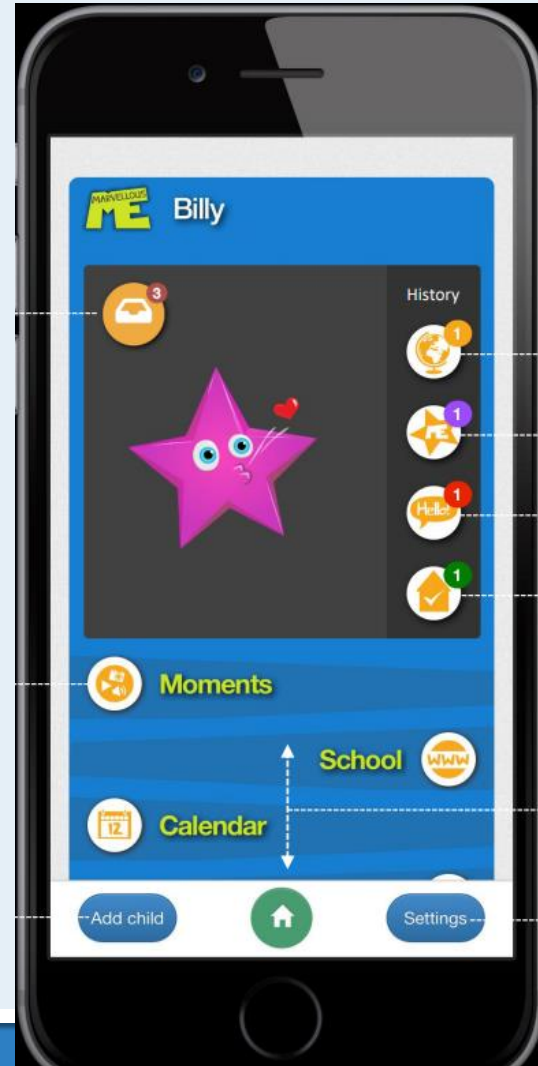 MARVELLOUS
ME
Billy
3
History
1
1
ME
1
Hello!
1
Moments
School
WWW
12
Calendar
Add child
Settings